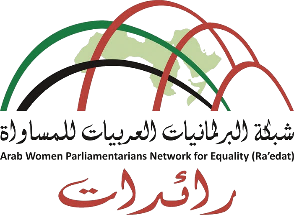 شبكة البرلمانيات العربيات للمساواة
Arab Women Parliamentarians Network for Equality (Ra'edat)
رائدات